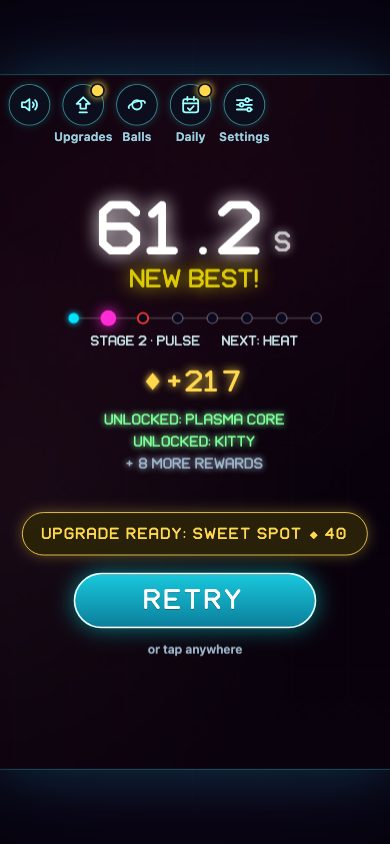 Upgrades Balls Daily Settings
61.2 s
NEW BEST!
STAGE 2 · PULSE NEXT: HEAT
♦ +217
UNLOCKED: PLASMA CORE
UNLOCKED: KITTY
+ 8 MORE REWARDS
UPGRADE READY: SWEET SPOT ♦ 40
RETRY
or tap anywhere